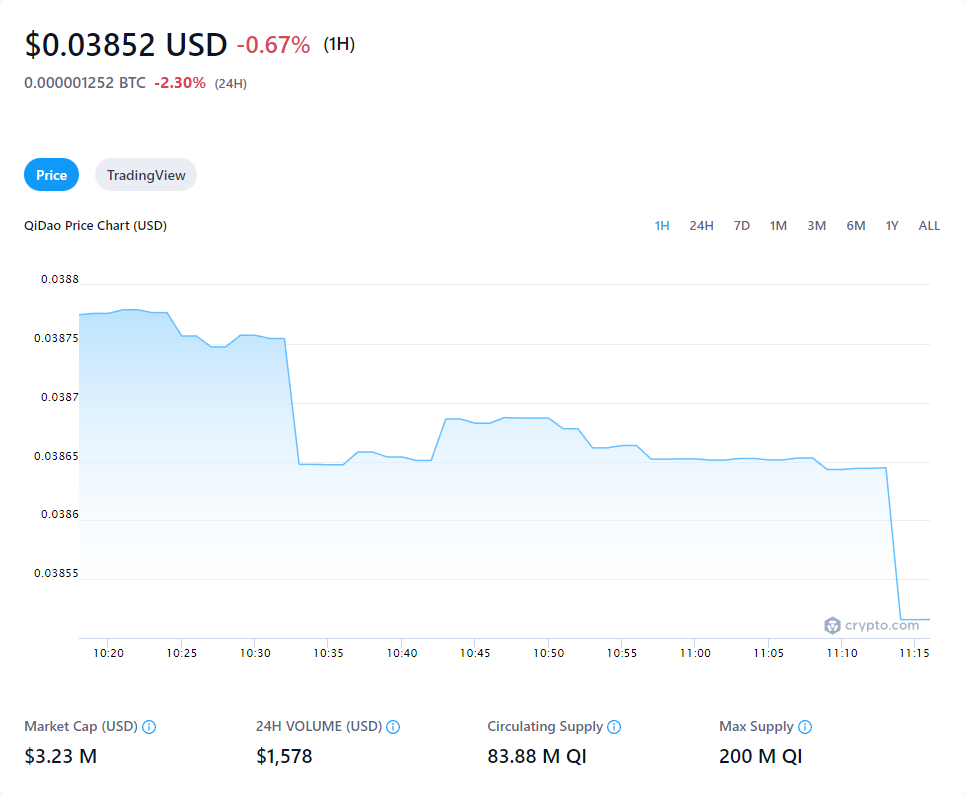 $0.03852 USD -0.67% (1H)
0.000001252 BTC -2.30% (24H)
Price TradingView
QiDao Price Chart (USD) 1H 24H 7D 1M 3M 6M 1Y ALL
0.0388
0.03875
0.0387
0.03865
0.0386
0.03855
crypto.com
10:20 10:25 10:30 10:35 10:40 10:45 10:50 10:55 11:00 11:05 11:10 11:15
Market Cap (USD) 24H VOLUME (USD) Circulating Supply Max Supply
$3.23 M $1,578 83.88 M QI 200 M QI